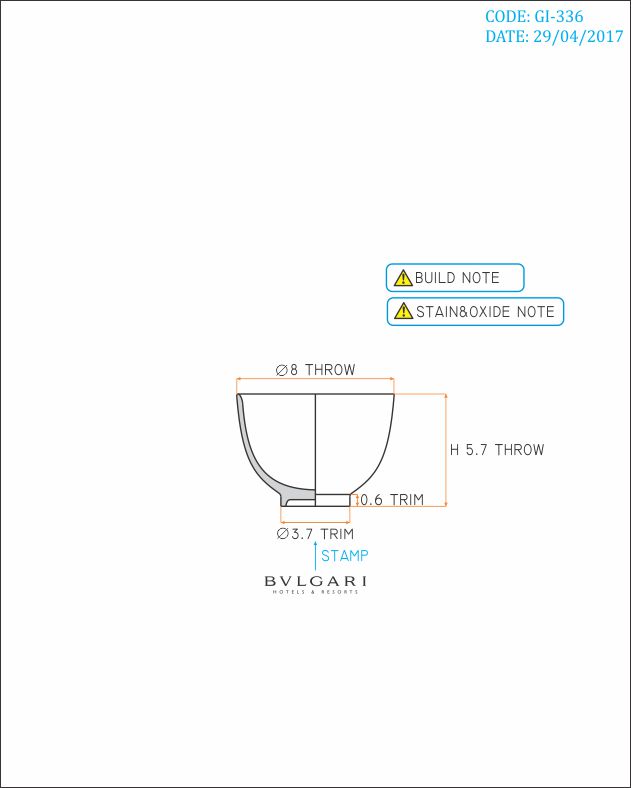 CODE: GI-336
DATE: 29/04/2017
BUILD NOTE
STAIN&OXIDE NOTE
∅8 THROW
H 5.7 THROW
0.6 TRIM
∅3.7 TRIM
STAMP
BVLGARI
HOTELS & RESORTS